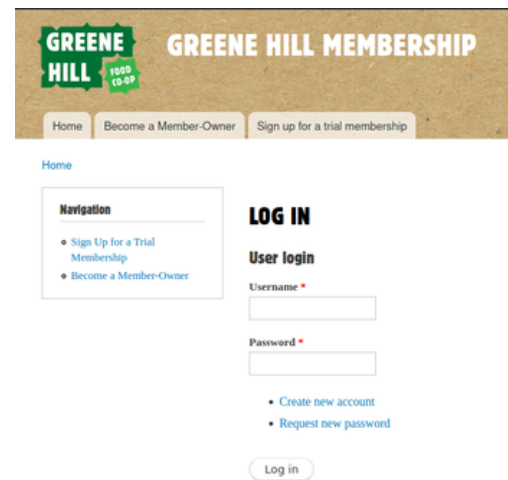 GREENE
HILL
FOOD
CO-OP
GREENE HILL MEMBERSHIP
Home
Become a Member-Owner
Sign up for a trial membership
Home
Navigation
Sign Up for a Trial
Membership
Become a Member-Owner
LOG IN
User login
Username *
Password *
Create new account
Request new password
Log in